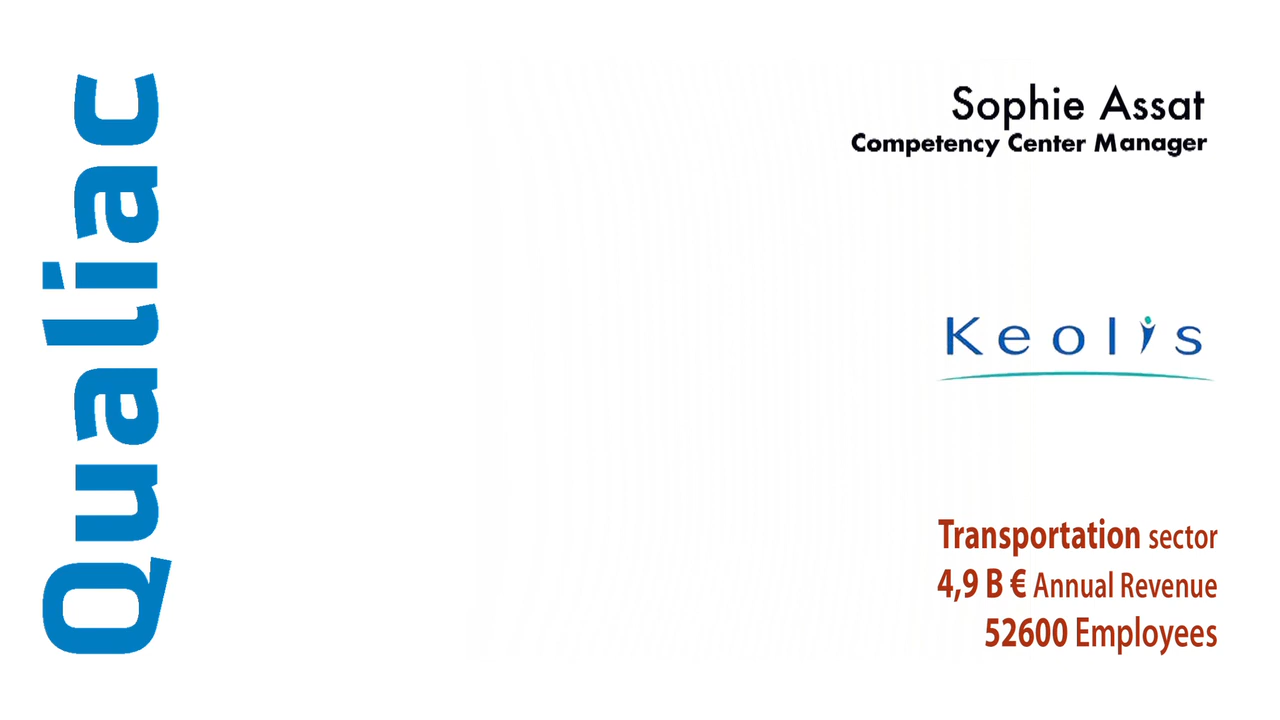 Qualiac
Sophie Assat
Competency Center Manager
Keolis
Transportation sector
4,9 B € Annual Revenue
52600 Employees